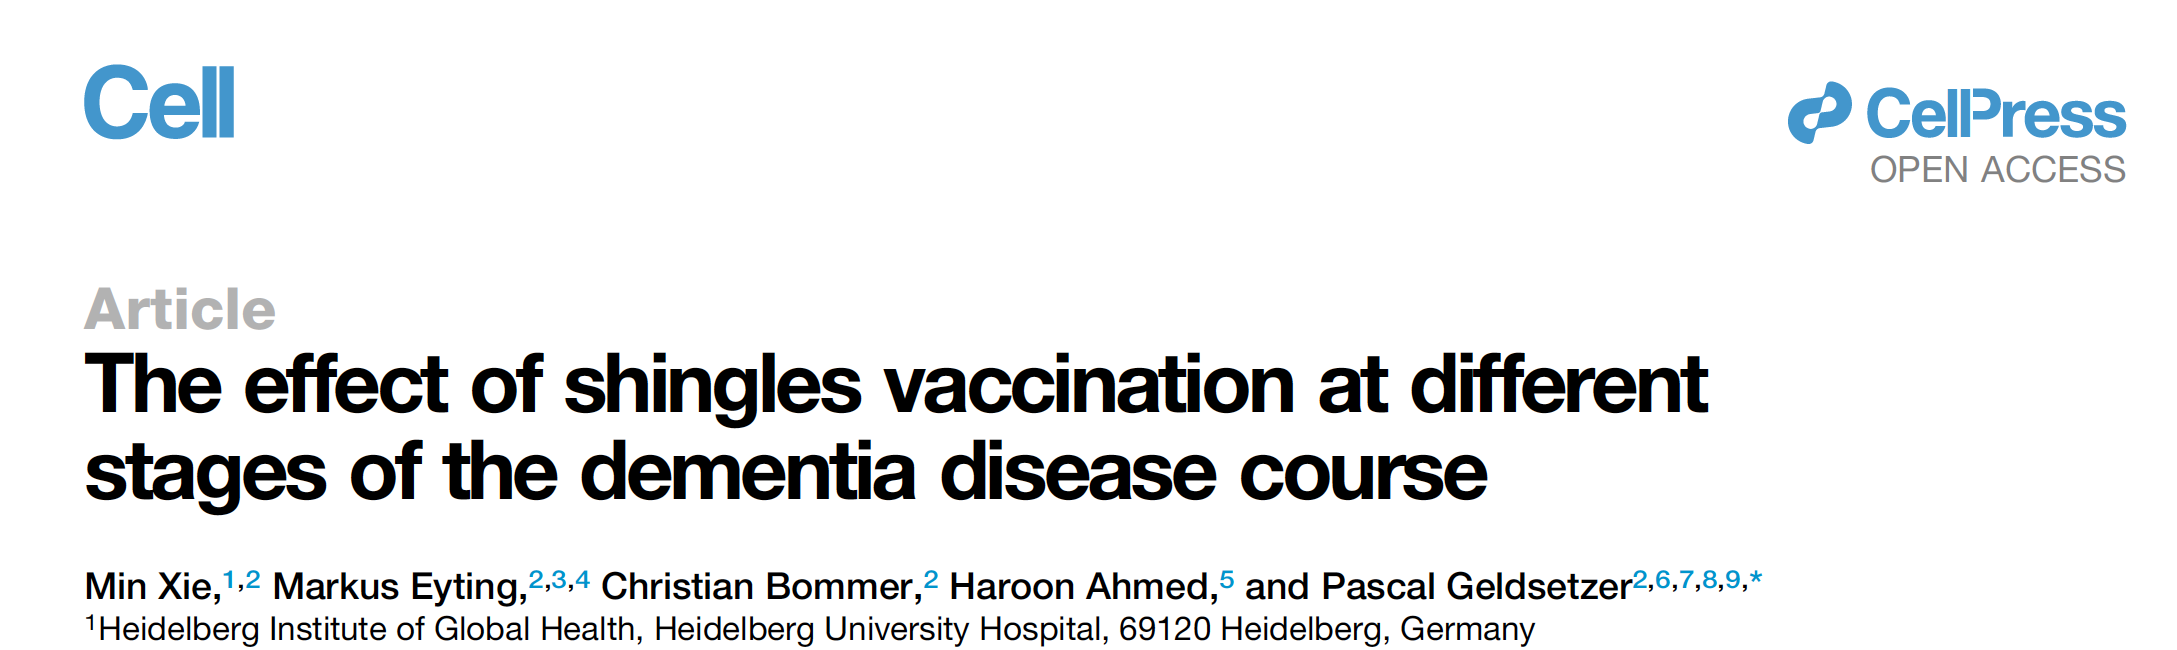 Cell
CellPress
OPEN ACCESS
Article
The effect of shingles vaccination at different
stages of the dementia disease course
Min Xie,1,2 Markus Eyting,2,3,4 Christian Bommer,2 Haroon Ahmed,5 and Pascal Geldsetzer2,6,7,8,9,*
1Heidelberg Institute of Global Health, Heidelberg University Hospital, 69120 Heidelberg, Germany